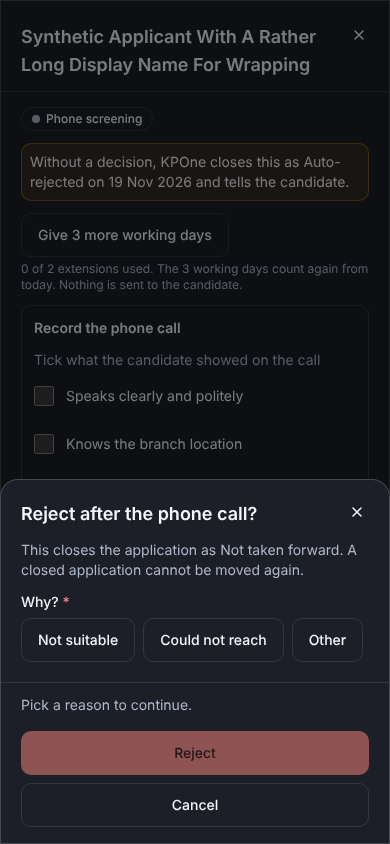 Synthetic Applicant With A Rather
Long Display Name For Wrapping
Phone screening
Without a decision, KPOne closes this as Auto-
rejected on 19 Nov 2026 and tells the candidate.
Give 3 more working days
0 of 2 extensions used. The 3 working days count again from
today. Nothing is sent to the candidate.
Record the phone call
Tick what the candidate showed on the call
Speaks clearly and politely
Knows the branch location
Reject after the phone call?
This closes the application as Not taken forward. A
closed application cannot be moved again.
Why? *
Not suitable
Could not reach
Other
Pick a reason to continue.
Reject
Cancel